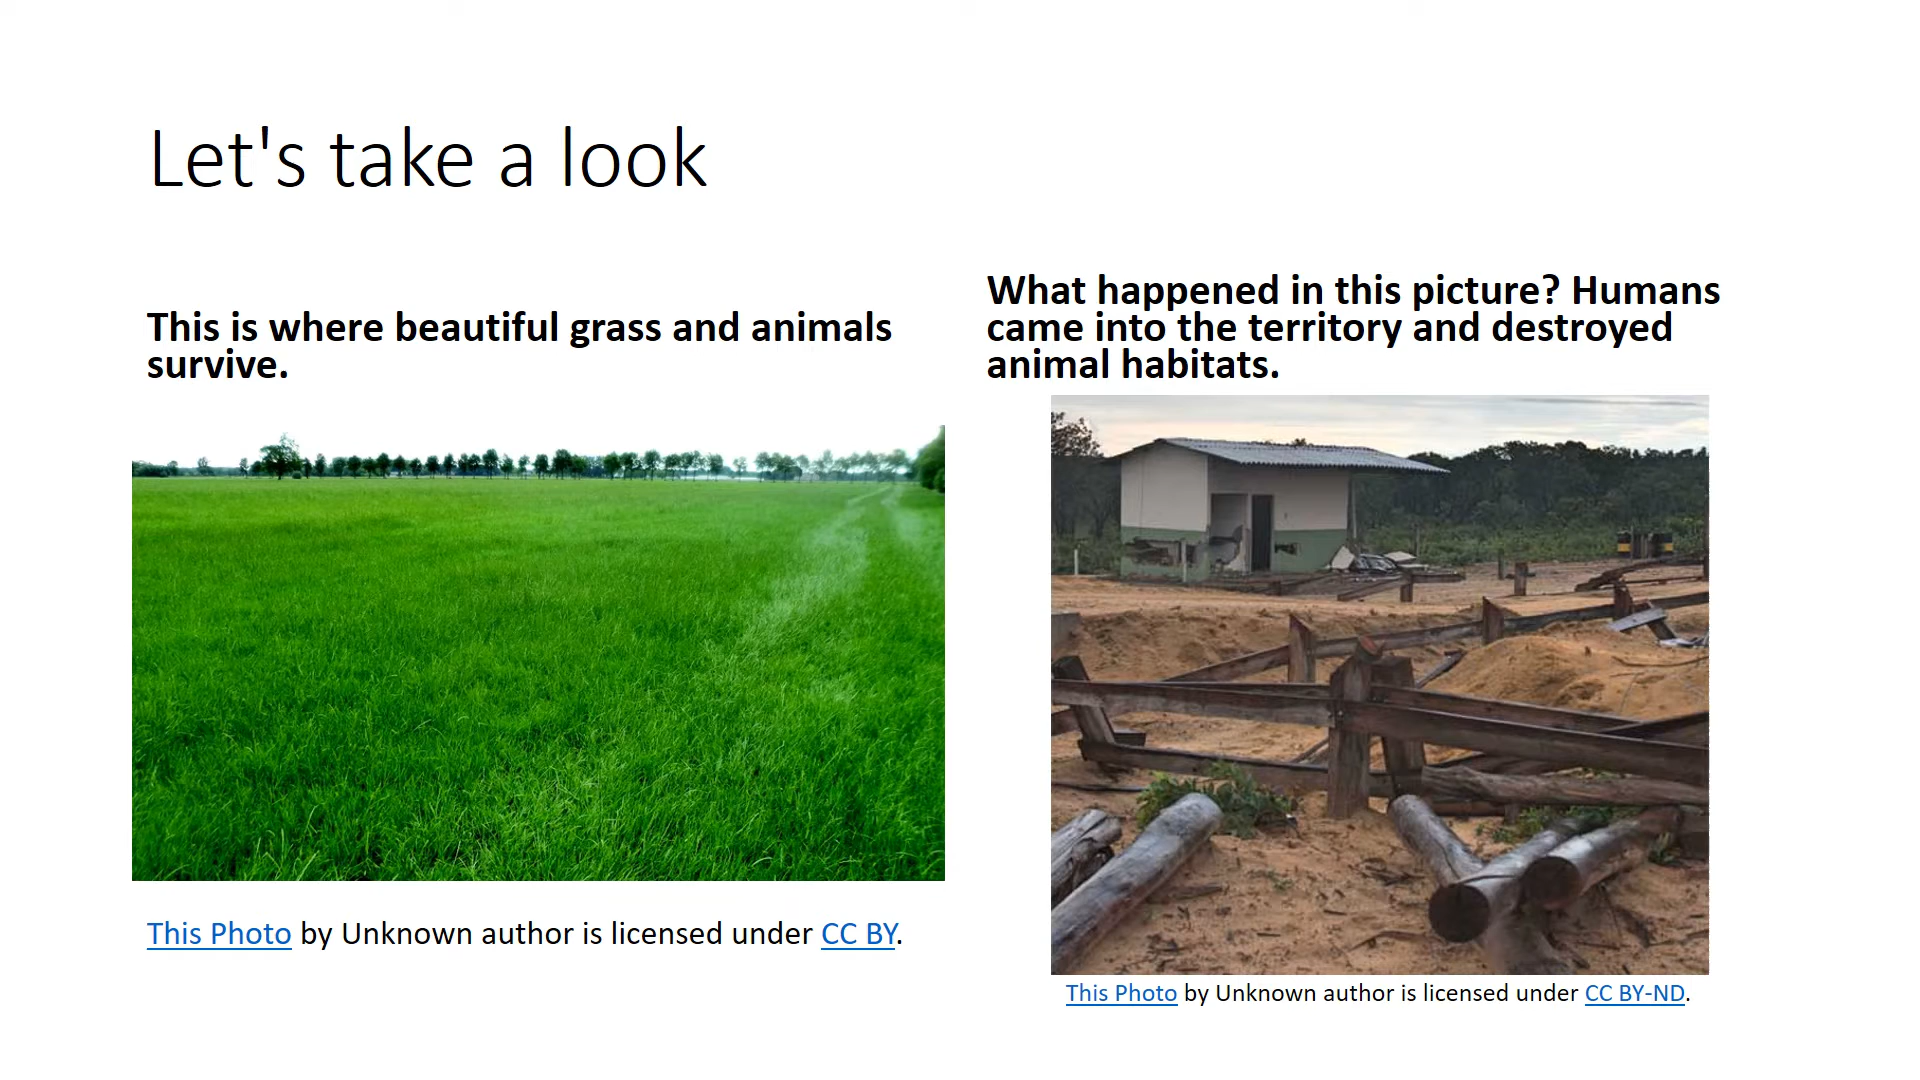 Let's take a look
This is where beautiful grass and animals
survive.
This Photo by Unknown author is licensed under CC BY.
What happened in this picture? Humans
came into the territory and destroyed
animal habitats.
This Photo by Unknown author is licensed under CC BY-ND.